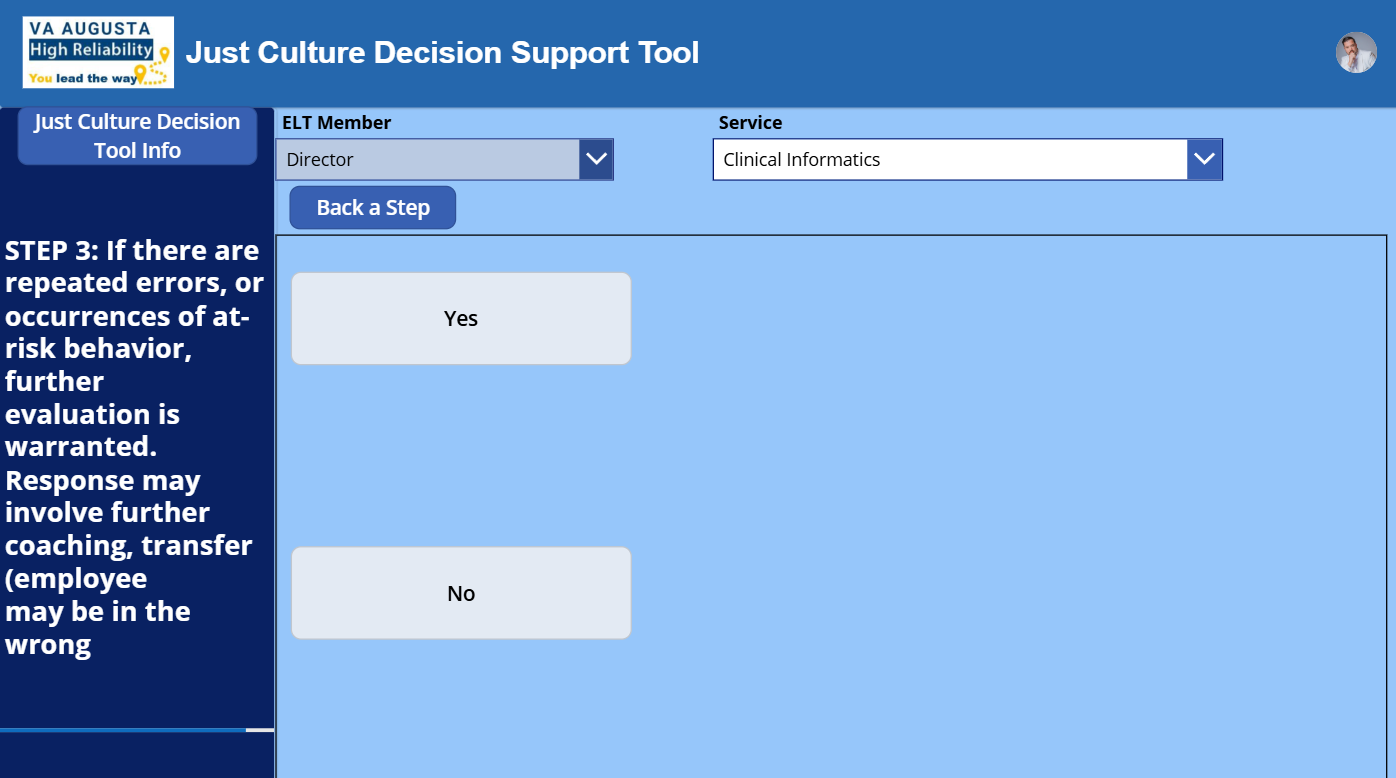 VA AUGUSTA
High Reliability
You lead the way
Just Culture Decision Support Tool
Just Culture Decision
Tool Info
ELT Member
Service
Director
Clinical Informatics
Back a Step
STEP 3: If there are
repeated errors, or
occurrences of at-
risk behavior,
further
evaluation is
warranted.
Response may
involve further
coaching, transfer
(employee
may be in the
wrong
Yes
No